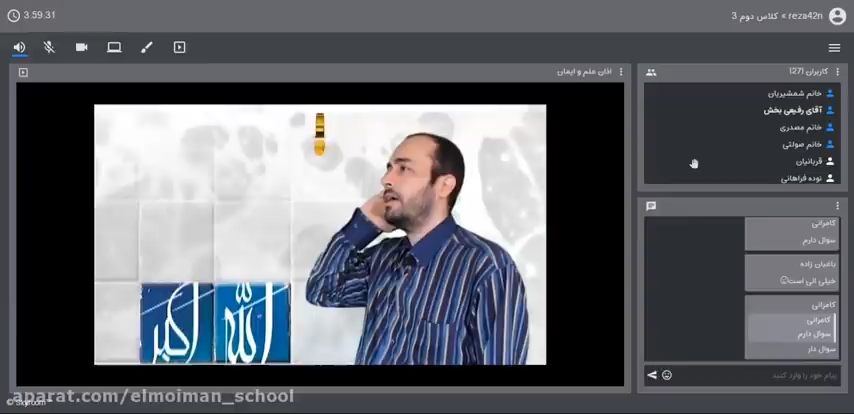 3:59:31
reza42n » کلاس دوم 3
اذان علم و ایمان
الله اکبر
کاربران (27)
خانم شمشیریان
آقای رفیعی بخش
خانم مصدری
خانم صولتی
قربانیان
نوده فراهانی
کامرانی
سوال دارم
باغبان زاده
خیلی انی است☺
کامرانی
کامرانی
سوال دارم
سوال دار
پیام خود را وارد کنید
aparat.com/elmoiman_school
© Skyroom